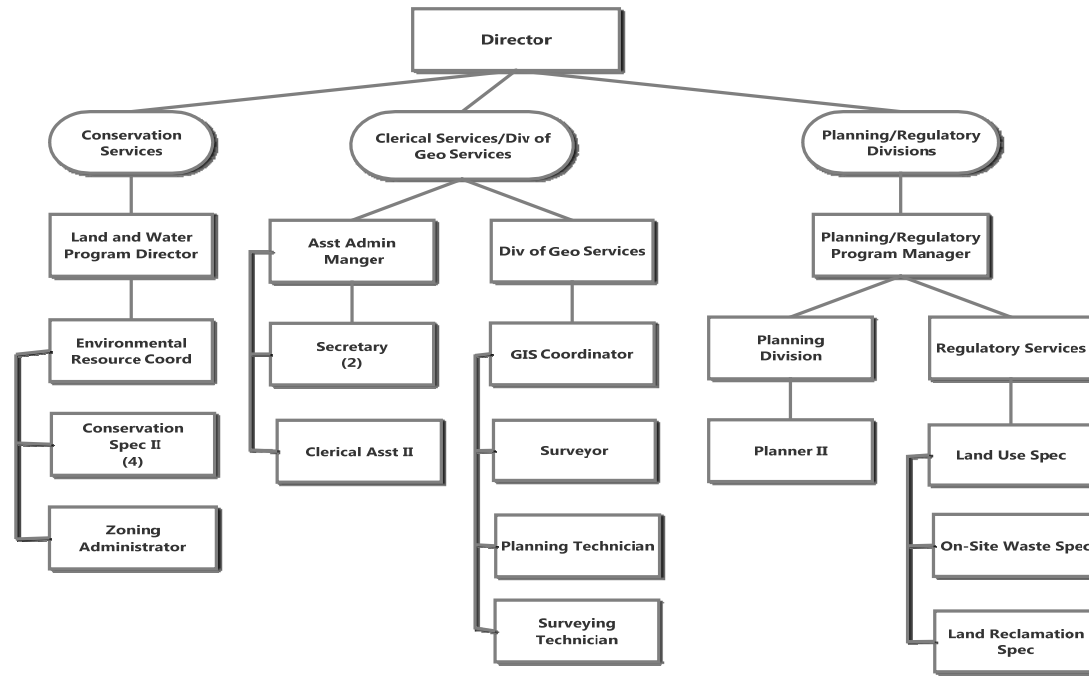 Director
Conservation
Services
Clerical Services/Div of
Geo Services
Planning/Regulatory
Divisions
Land and Water
Program Director
Asst Admin
Manger
Div of Geo Services
Planning/Regulatory
Program Manager
Environmental
Resource Coord
Secretary
(2)
GIS Coordinator
Planning
Division
Regulatory Services
Conservation
Spec II
(4)
Clerical Asst II
Surveyor
Planner II
Land Use Spec
Zoning
Administrator
Planning Technician
On-Site Waste Spec
Surveying
Technician
Land Reclamation
Spec